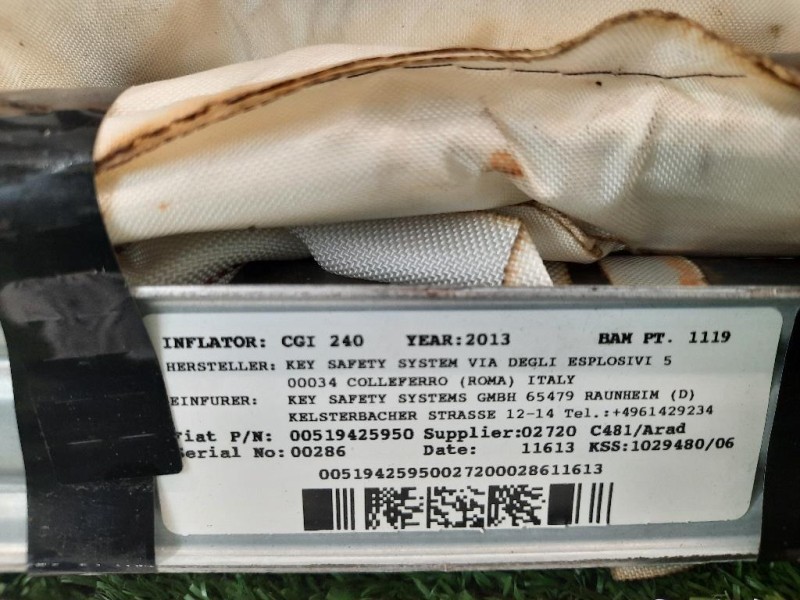 INFLATOR: CGI 240 YEAR:2013 BAM PT. 1119
HERSTELLER: KEY SAFETY SYSTEM VIA DEGLI ESPLOSIVI 5
00034 COLLEFERRO (ROMA) ITALY
EINFURER: KEY SAFETY SYSTEMS GMBH 65479 RAUNHEIM (D)
KELSTERBACHER STRASSE 12-14 Tel.:+4961429234
Fiat P/N: 00519425950 Supplier:02720 C481/Arad
Serial No: 00286 Date: 11613 KSS:1029480/06
00519425950027200028611613